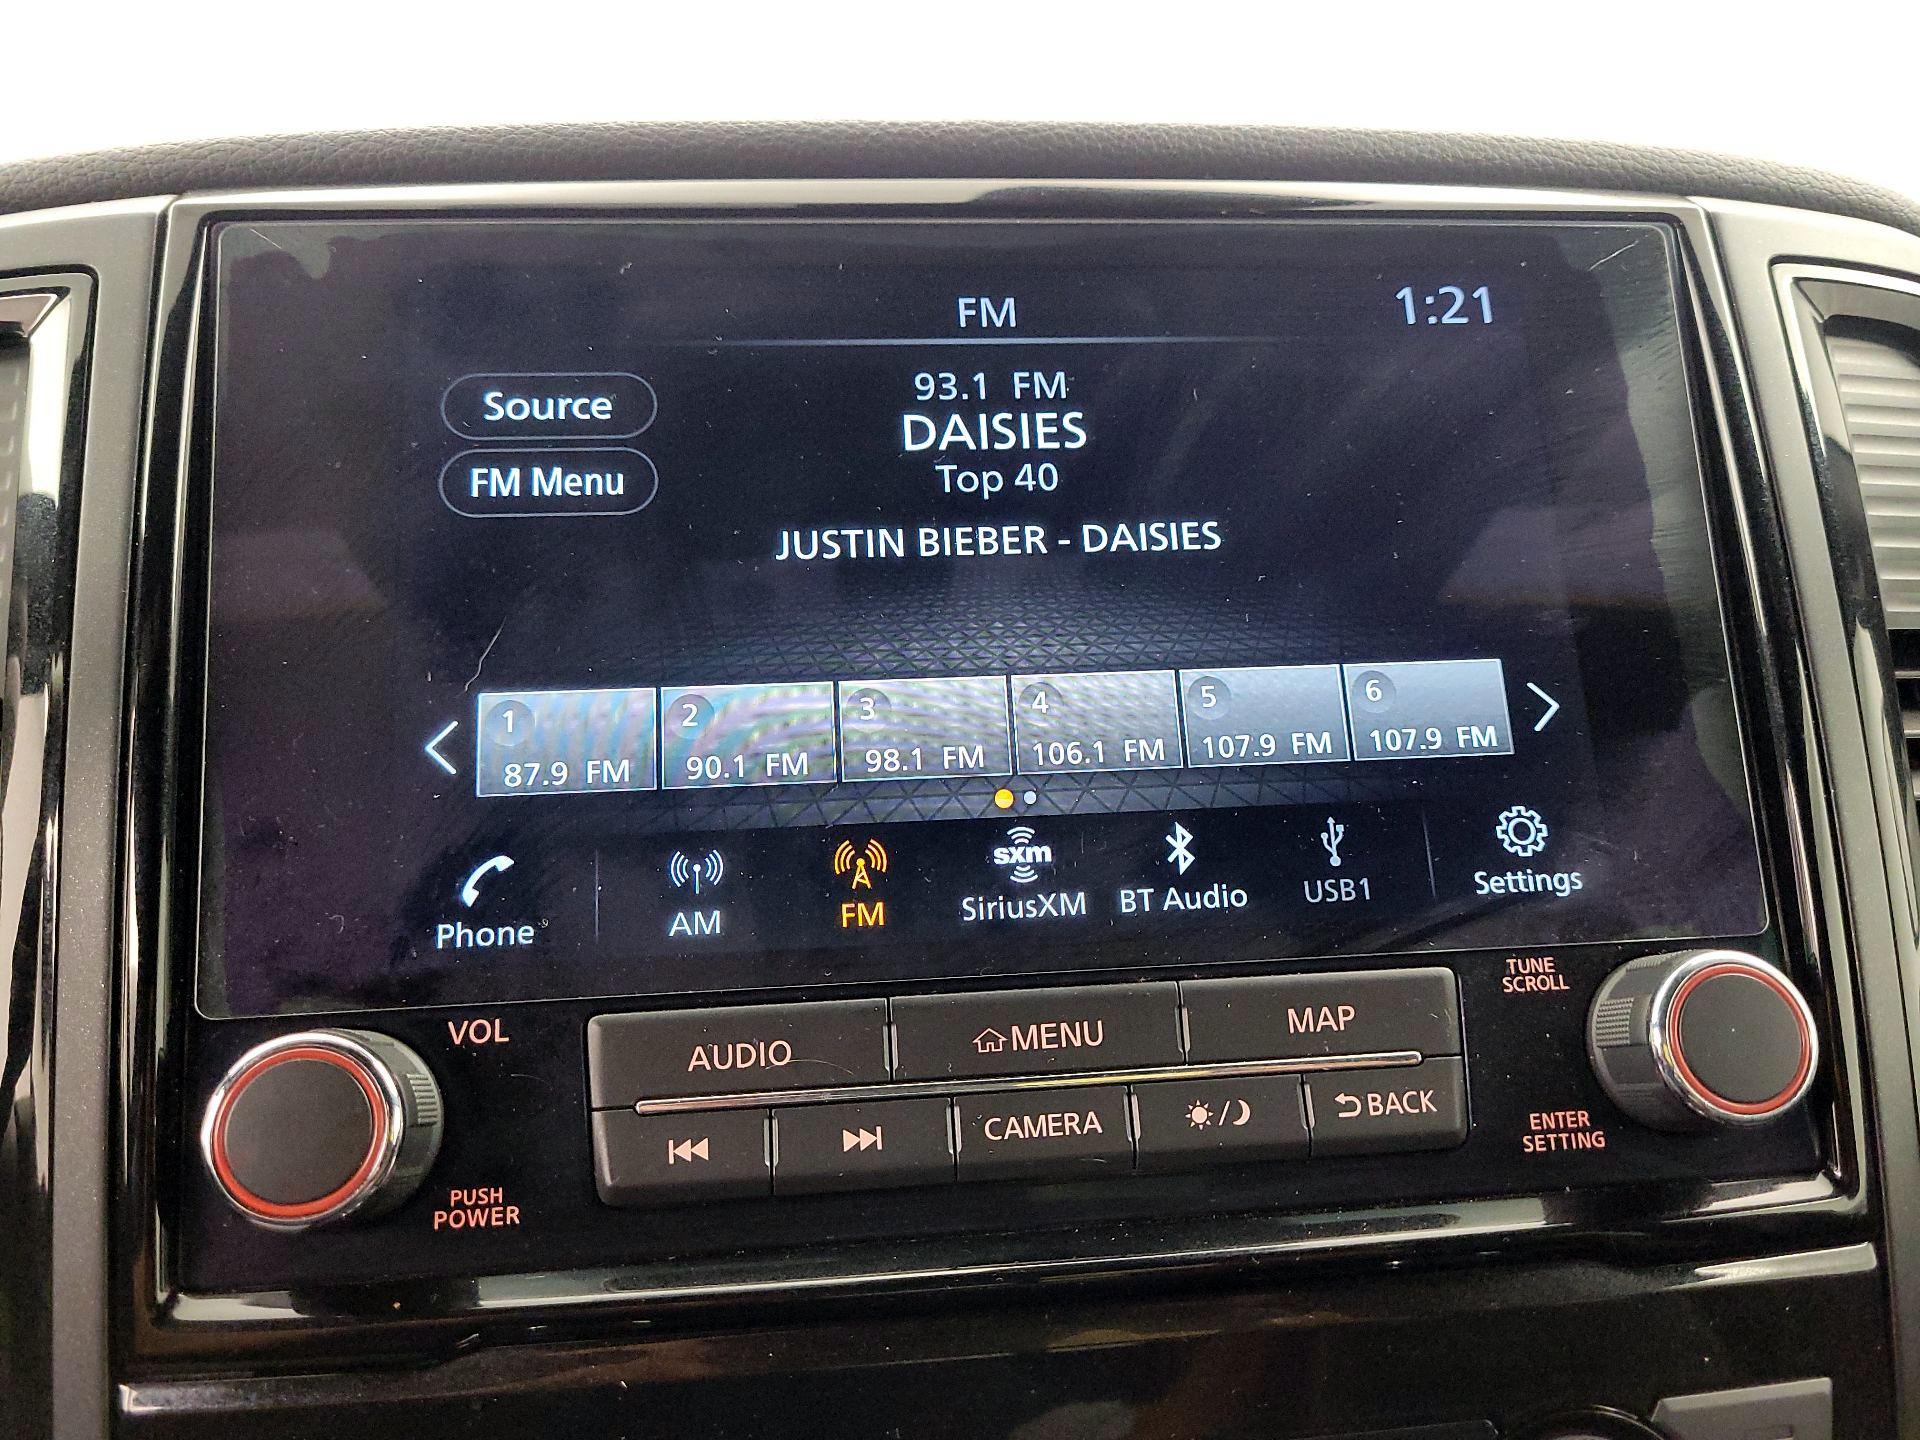 FM
1:21
93.1 FM
Source
DAISIES
FM Menu
Top 40
JUSTIN BIEBER - DAISIES
1 2 3 4 5 6
87.9 FM 90.1 FM 98.1 FM 106.1 FM 107.9 FM 107.9 FM
sxm
Phone AM FM SiriusXM BT Audio USB1 Settings
TUNE
SCROLL
VOL
AUDIO MENU MAP
CAMERA BACK
ENTER
SETTING
PUSH
POWER